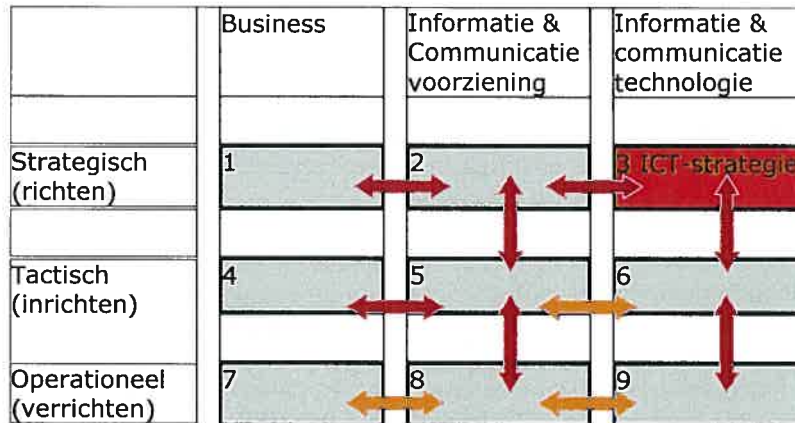 Business
Informatie &
Communicatie
voorziening
Informatie &
communicatie
technologie
Strategisch
(richten)
1
2
3 ICT-strategie
Tactisch
(inrichten)
4
5
6
Operationeel
(verrichten)
7
8
9